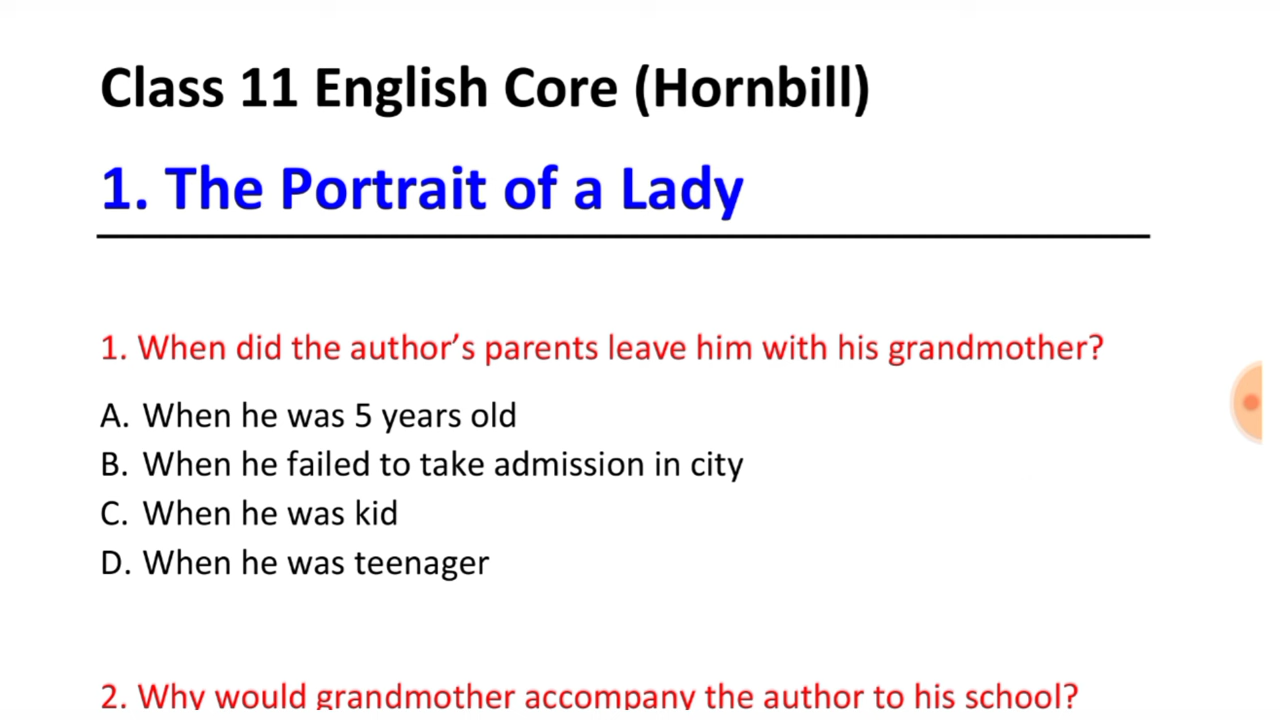 Class 11 English Core (Hornbill)
1. The Portrait of a Lady
1. When did the author’s parents leave him with his grandmother?
A. When he was 5 years old
B. When he failed to take admission in city
C. When he was kid
D. When he was teenager
2. Why would grandmother accompany the author to his school?